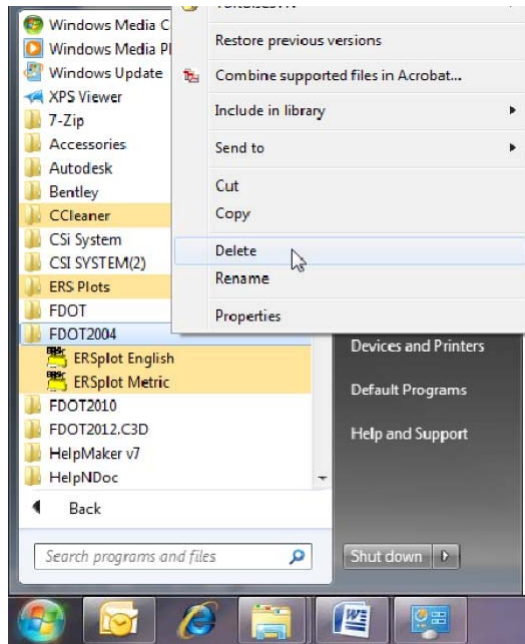 Windows Media C
Windows Media Pl
Windows Update
XPS Viewer
7-Zip
Accessories
Autodesk
Bentley
CCleaner
CSi System
CSI SYSTEM(2)
ERS Plots
FDOT
FDOT2004
ERSplot English
ERSplot Metric
FDOT2010
FDOT2012.C3D
HelpMaker v7
HelpNDoc
Back
Search programs and files
Restore previous versions
Combine supported files in Acrobat...
Include in library
Send to
Cut
Copy
Delete
Rename
Properties
Devices and Printers
Default Programs
Help and Support
Shut down